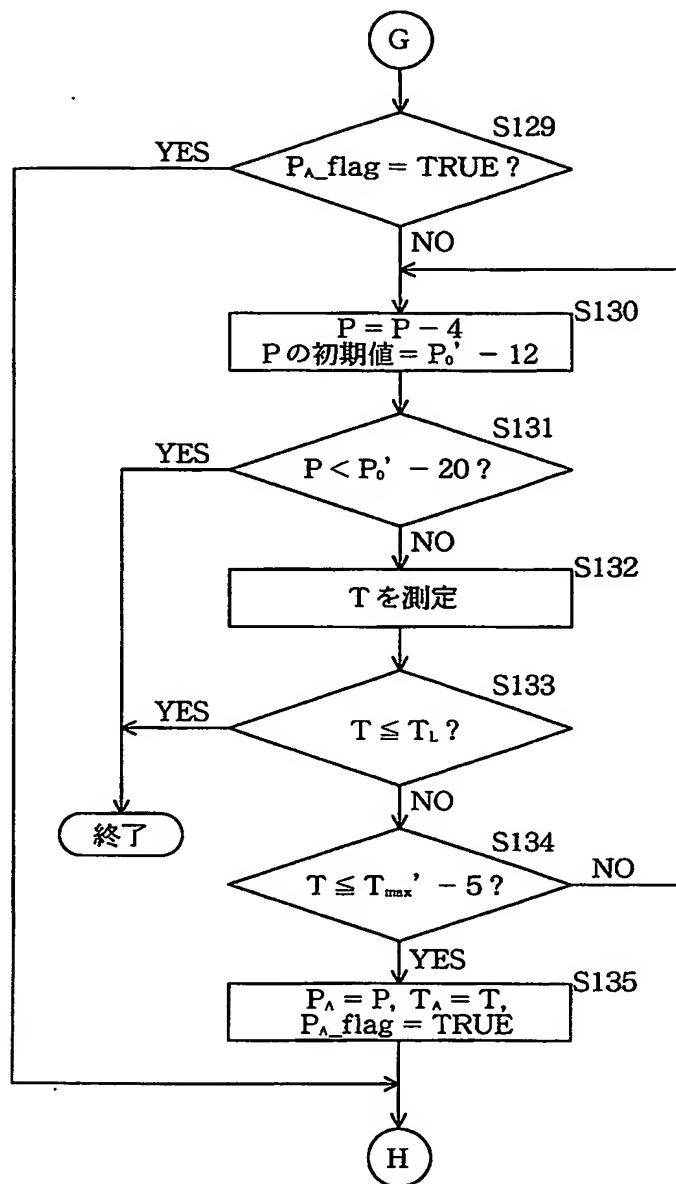 G
S129
YES
P_A_flag = TRUE ?
NO
S130
P = P − 4
Pの初期値 = P₀' − 12
S131
YES
P < P₀' − 20 ?
NO
S132
Tを測定
S133
YES
T ≦ T_L ?
NO
終了
S134
T ≦ T_max' − 5 ?
NO
YES
S135
P_A = P, T_A = T,
P_A_flag = TRUE
H